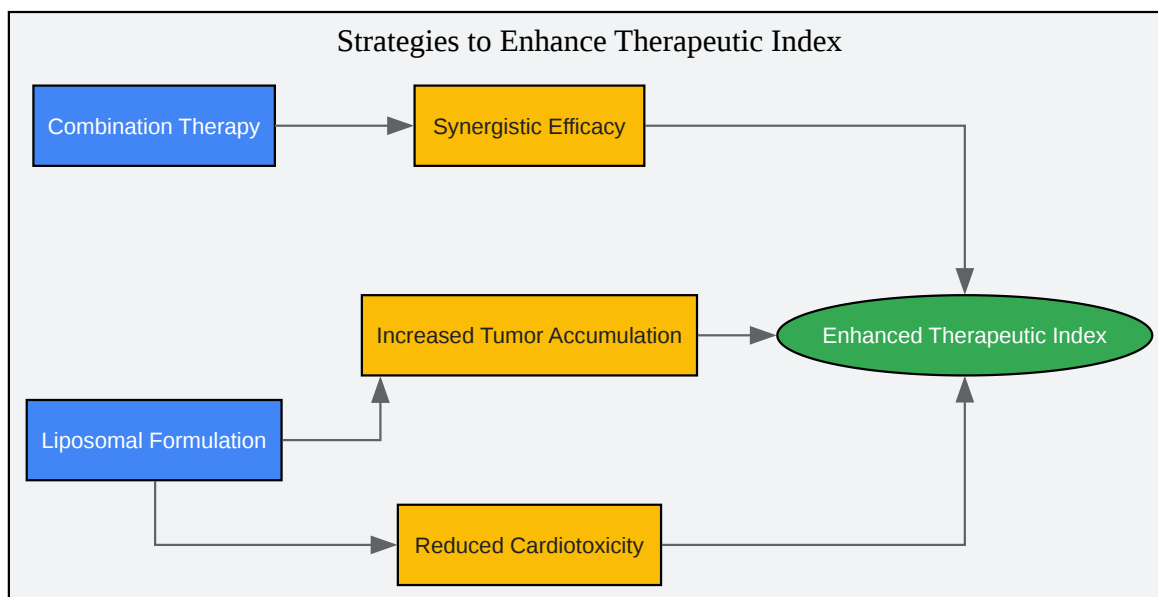 Strategies to Enhance Therapeutic Index
Combination Therapy
Synergistic Efficacy
Increased Tumor Accumulation
Enhanced Therapeutic Index
Liposomal Formulation
Reduced Cardiotoxicity